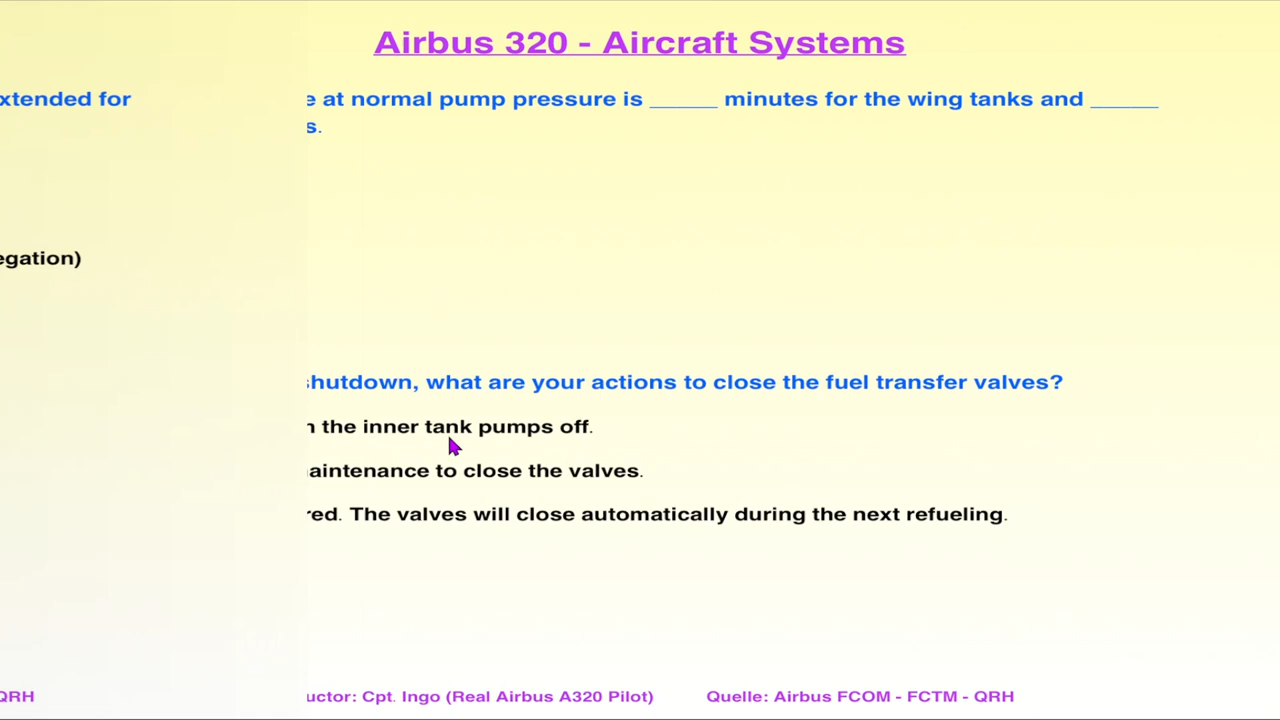 Airbus 320 - Aircraft Systems
xtended for
e at normal pump pressure is ______ minutes for the wing tanks and ______
s.
egation)
shutdown, what are your actions to close the fuel transfer valves?
n the inner tank pumps off.
aintenance to close the valves.
red. The valves will close automatically during the next refueling.
QRH
uctor: Cpt. Ingo (Real Airbus A320 Pilot)
Quelle: Airbus FCOM - FCTM - QRH